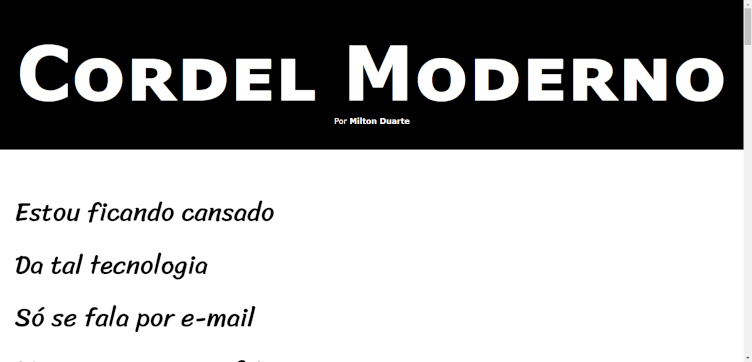 Cordel Moderno
Por Milton Duarte
Estou ficando cansado
Da tal tecnologia
Só se fala por e-mail